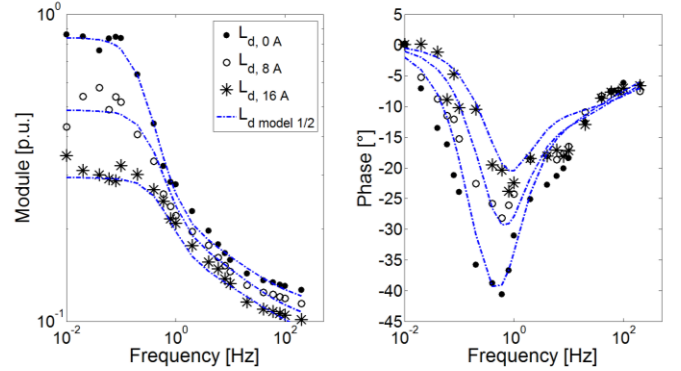 10^0
10^-1
Module [p.u.]
10^-2
10^0
10^2
Frequency [Hz]
L_d, 0 A
L_d, 8 A
L_d, 16 A
L_d model 1/2
5
0
-5
-10
-15
-20
-25
-30
-35
-40
-45
Phase [°]
10^-2
10^0
10^2
Frequency [Hz]